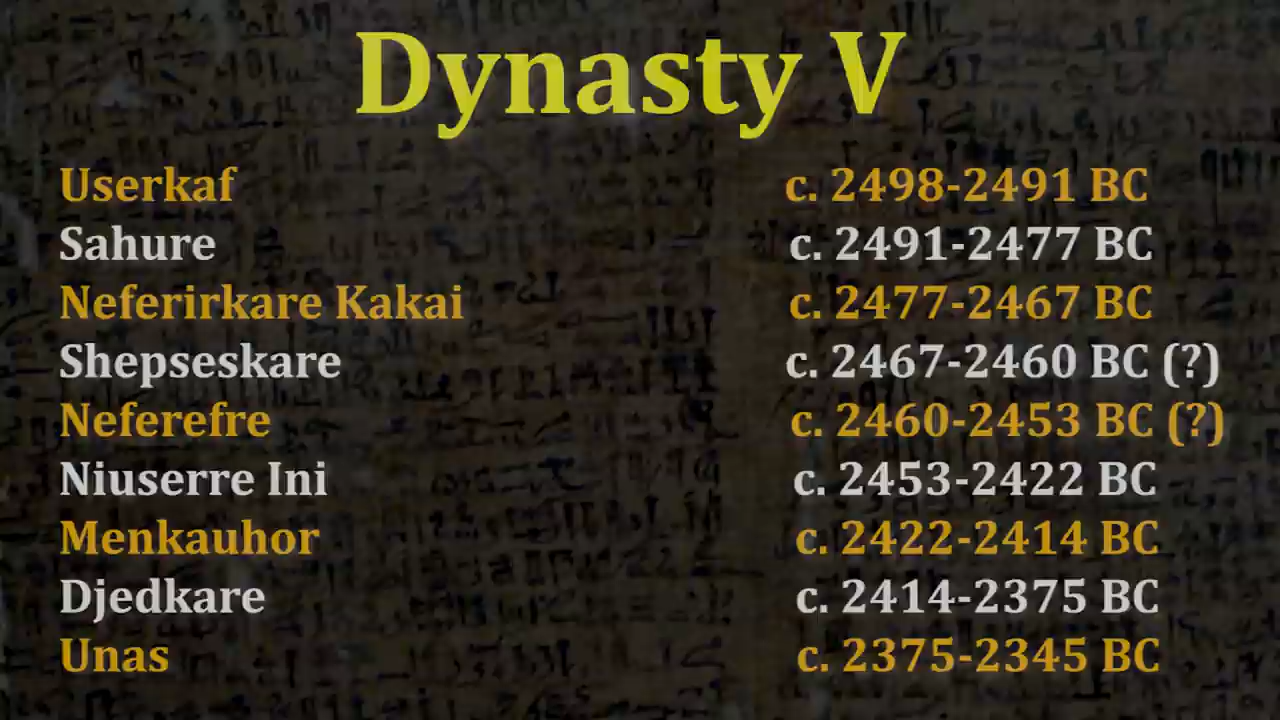 Dynasty V
Userkaf c. 2498-2491 BC
Sahure c. 2491-2477 BC
Neferirkare Kakai c. 2477-2467 BC
Shepseskare c. 2467-2460 BC (?)
Neferefre c. 2460-2453 BC (?)
Niuserre Ini c. 2453-2422 BC
Menkauhor c. 2422-2414 BC
Djedkare c. 2414-2375 BC
Unas c. 2375-2345 BC